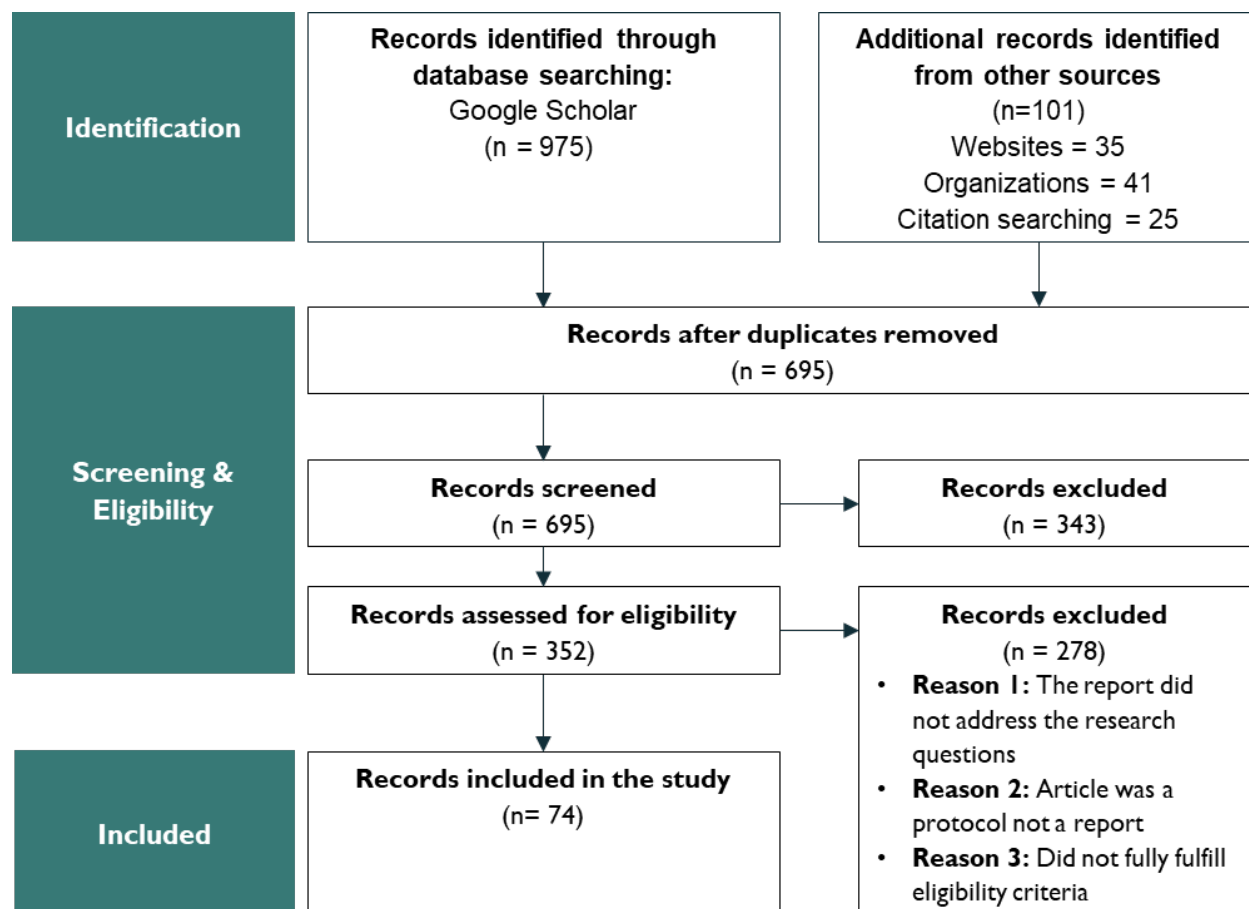 Identification
Records identified through
database searching:
Google Scholar
(n = 975)
Additional records identified
from other sources
(n=101)
Websites = 35
Organizations = 41
Citation searching = 25
Screening &
Eligibility
Records after duplicates removed
(n = 695)
Records screened
(n = 695)
Records excluded
(n = 343)
Records assessed for eligibility
(n = 352)
Records excluded
(n = 278)
• Reason 1: The report did
not address the research
questions
• Reason 2: Article was a
protocol not a report
• Reason 3: Did not fully fulfill
eligibility criteria
Included
Records included in the study
(n= 74)